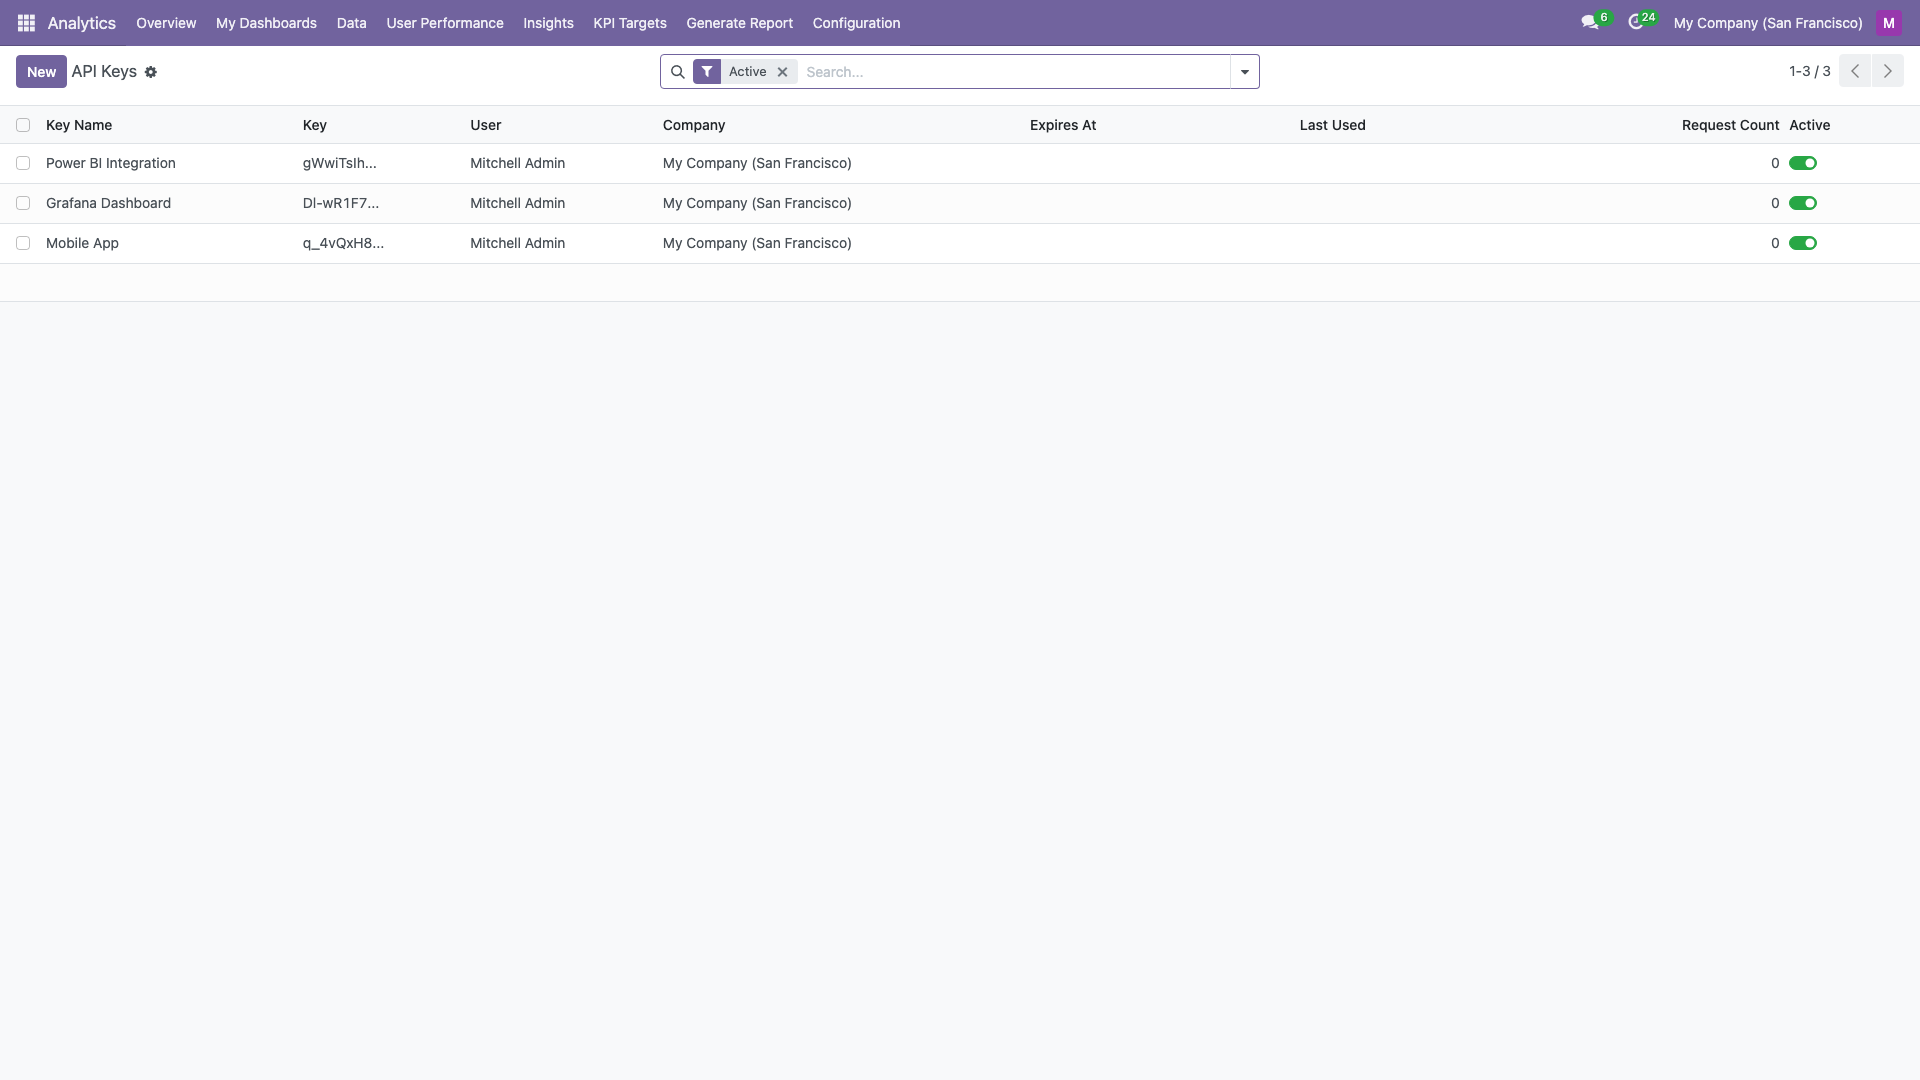 Analytics Overview My Dashboards Data User Performance Insights KPI Targets Generate Report Configuration 6 24 My Company (San Francisco) M
New API Keys Active Search... 1-3 / 3
Key Name Key User Company Expires At Last Used Request Count Active
Power BI Integration gWwiTsIh... Mitchell Admin My Company (San Francisco) 0
Grafana Dashboard Dl-wR1F7... Mitchell Admin My Company (San Francisco) 0
Mobile App q_4vQxH8... Mitchell Admin My Company (San Francisco) 0